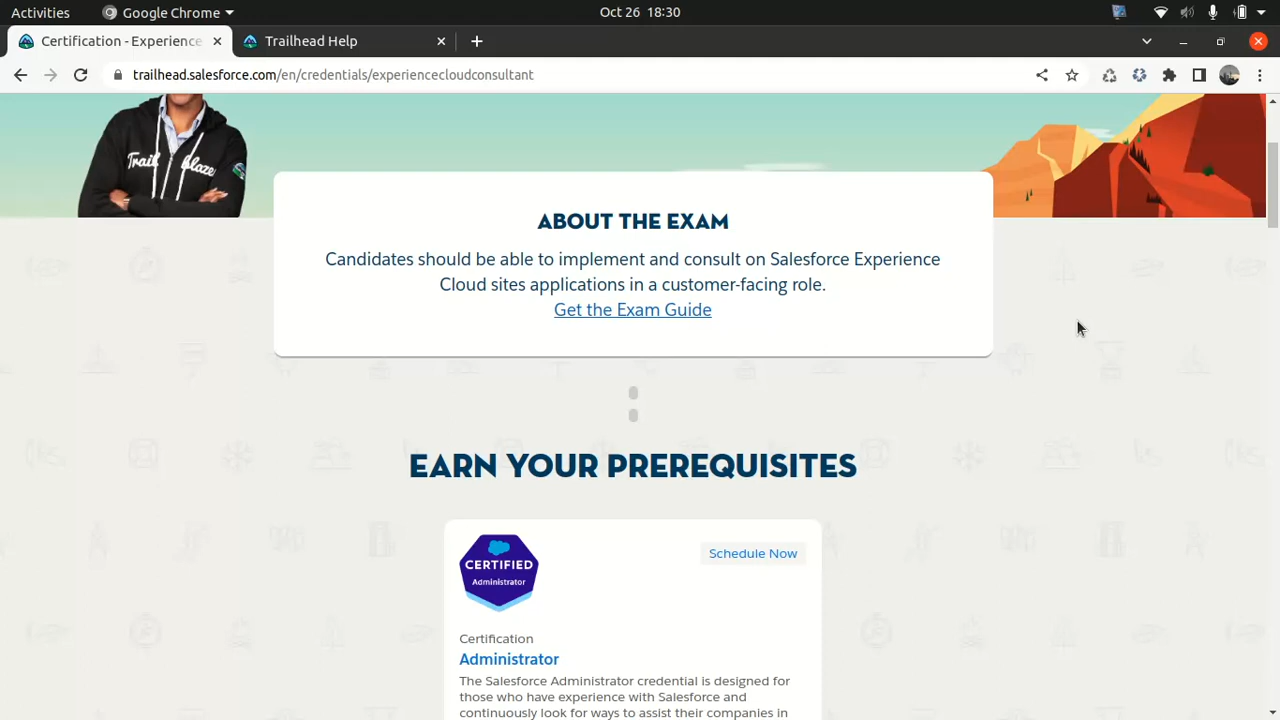 Activities
Google Chrome
Oct 26 18:30
Certification - Experience
Trailhead Help
trailhead.salesforce.com/en/credentials/experiencecloudconsultant
Trail blaze
ABOUT THE EXAM
Candidates should be able to implement and consult on Salesforce Experience
Cloud sites applications in a customer-facing role.
Get the Exam Guide
EARN YOUR PREREQUISITES
CERTIFIED
Administrator
Schedule Now
Certification
Administrator
The Salesforce Administrator credential is designed for
those who have experience with Salesforce and
continuously look for ways to assist their companies in